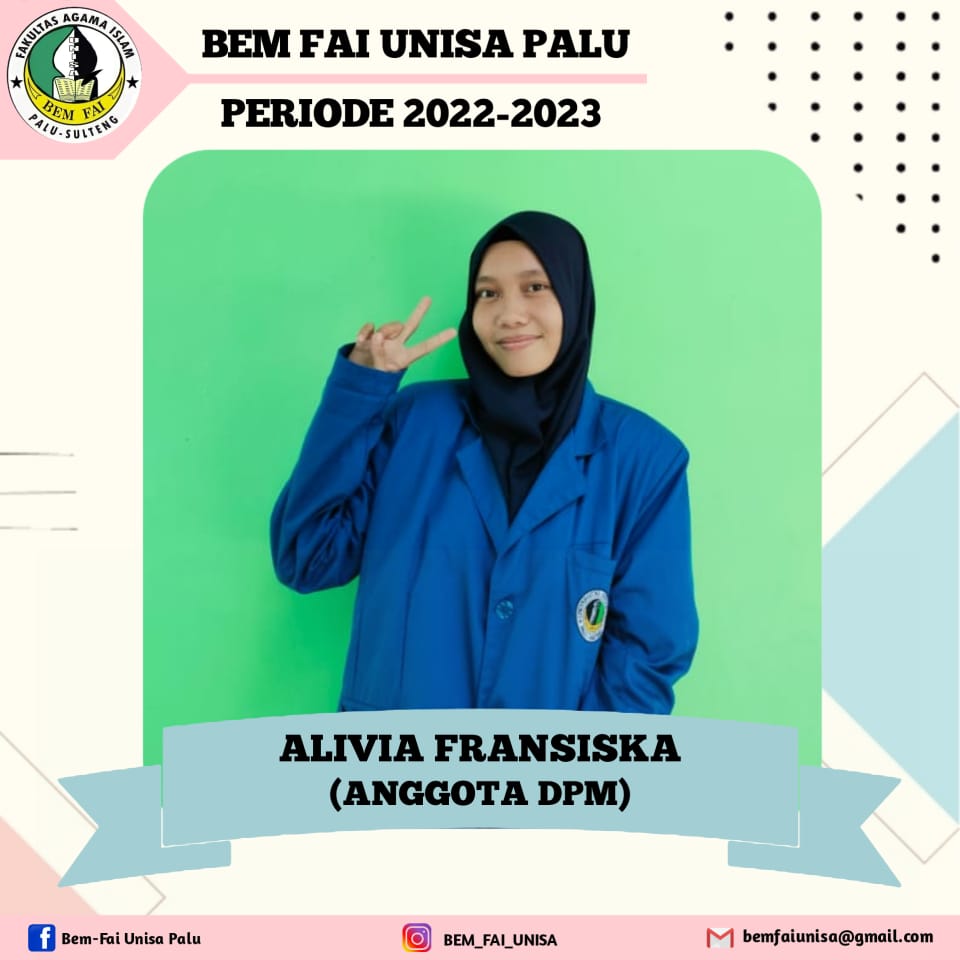 FAKULTAS AGAMA ISLAM
BEM FAI
PALU-SULTENG
BEM FAI UNISA PALU
PERIODE 2022-2023
ALIVIA FRANSISKA
(ANGGOTA DPM)
Bem-Fai Unisa Palu
BEM_FAI_UNISA
bemfaiunisa@gmail.com